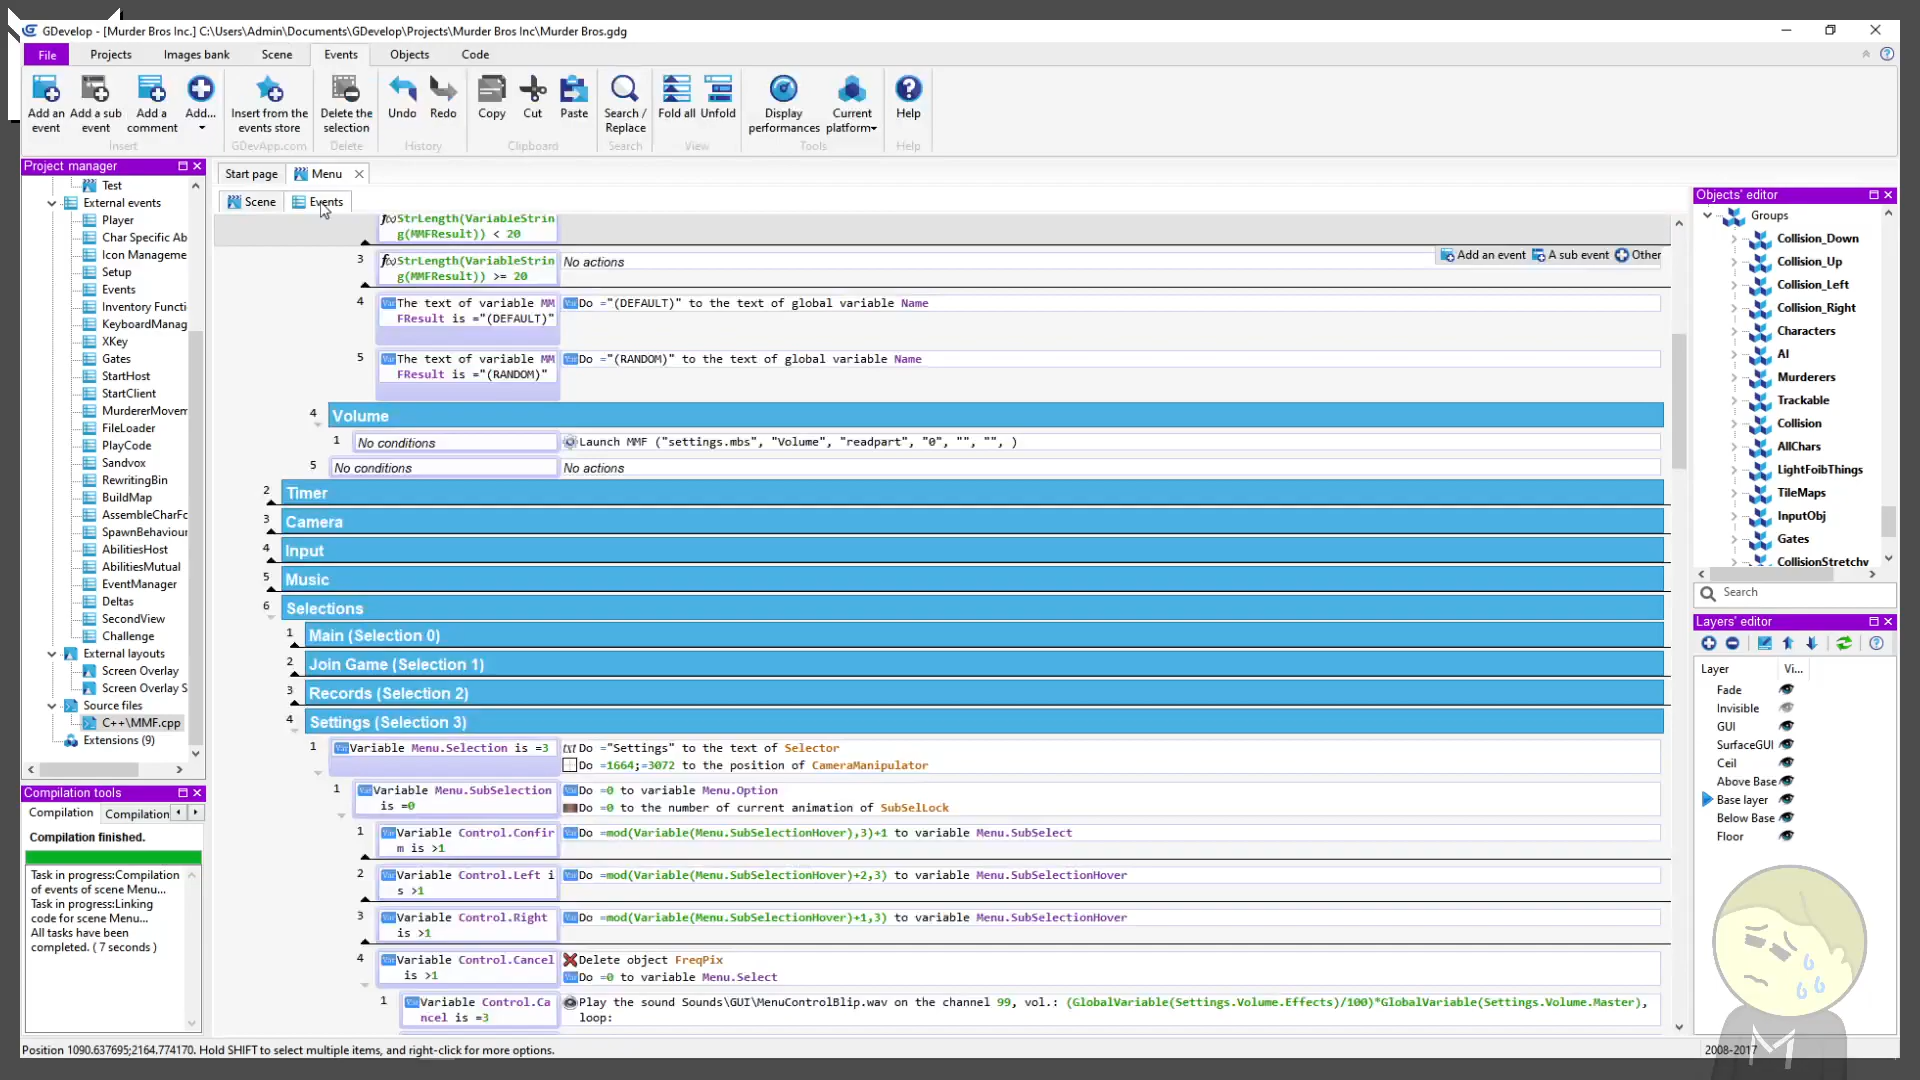 GDevelop - [Murder Bros Inc.] C:\Users\Admin\Documents\GDevelop\Projects\Murder Bros Inc\Murder Bros.gdg
File Projects Images bank Scene Events Objects Code
Add an event
Add a sub event
Add a comment
Add...
Insert
Insert from the events store
GDevApp.com
Delete the selection
Delete
Undo Redo
History
Copy Cut Paste
Clipboard
Search / Replace
Search
Fold all Unfold
View
Display performances
Current platform
Tools
Help
Help
Project manager
Test
External events
Player
Char Specific Ab
Icon Manageme
Setup
Events
Inventory Functi
KeyboardManag
XKey
Gates
StartHost
StartClient
MurdererMovem
FileLoader
PlayCode
Sandvox
RewritingBin
BuildMap
AssembleCharFc
SpawnBehaviour
AbilitiesHost
AbilitiesMutual
EventManager
Deltas
SecondView
Challenge
External layouts
Screen Overlay
Screen Overlay S
Source files
C++\MMF.cpp
Extensions (9)
Compilation tools
Compilation Compilation
Compilation finished.
Task in progress:Compilation
of events of scene Menu...
Task in progress:Linking
code for scene Menu...
All tasks have been
completed. ( 7 seconds )
Start page Menu
Scene Events
StrLength(VariableStrin
g(MMFResult)) < 20
Add an event A sub event Other
3 StrLength(VariableStrin No actions
g(MMFResult)) >= 20
4 The text of variable MM Do ="(DEFAULT)" to the text of global variable Name
FResult is ="(DEFAULT)"
5 The text of variable MM Do ="(RANDOM)" to the text of global variable Name
FResult is ="(RANDOM)"
4 Volume
1 No conditions Launch MMF ("settings.mbs", "Volume", "readpart", "0", "", "", )
5 No conditions No actions
2 Timer
3 Camera
4 Input
5 Music
6 Selections
1 Main (Selection 0)
2 Join Game (Selection 1)
3 Records (Selection 2)
4 Settings (Selection 3)
1 Variable Menu.Selection is =3 Do ="Settings" to the text of Selector
Do =1664;=3072 to the position of CameraManipulator
1 Variable Menu.SubSelection Do =0 to variable Menu.Option
is =0 Do =0 to the number of current animation of SubSelLock
1 Variable Control.Confir Do =mod(Variable(Menu.SubSelectionHover),3)+1 to variable Menu.SubSelect
m is >1
2 Variable Control.Left i Do =mod(Variable(Menu.SubSelectionHover)+2,3) to variable Menu.SubSelectionHover
s >1
3 Variable Control.Right Do =mod(Variable(Menu.SubSelectionHover)+1,3) to variable Menu.SubSelectionHover
is >1
4 Variable Control.Cancel Delete object FreqPix
is >1 Do =0 to variable Menu.Select
1 Variable Control.Ca Play the sound Sounds\GUI\MenuControlBlip.wav on the channel 99, vol.: (GlobalVariable(Settings.Volume.Effects)/100)*GlobalVariable(Settings.Volume.Master),
ncel is =3 loop:
Objects' editor
Groups
Collision_Down
Collision_Up
Collision_Left
Collision_Right
Characters
AI
Murderers
Trackable
Collision
AllChars
LightFoibThings
TileMaps
InputObj
Gates
CollisionStretchy
Search
Layers' editor
Layer Vi...
Fade
Invisible
GUI
SurfaceGUI
Ceil
Above Base
Base layer
Below Base
Floor
Position 1090.637695;2164.774170. Hold SHIFT to select multiple items, and right-click for more options.
2008-2017